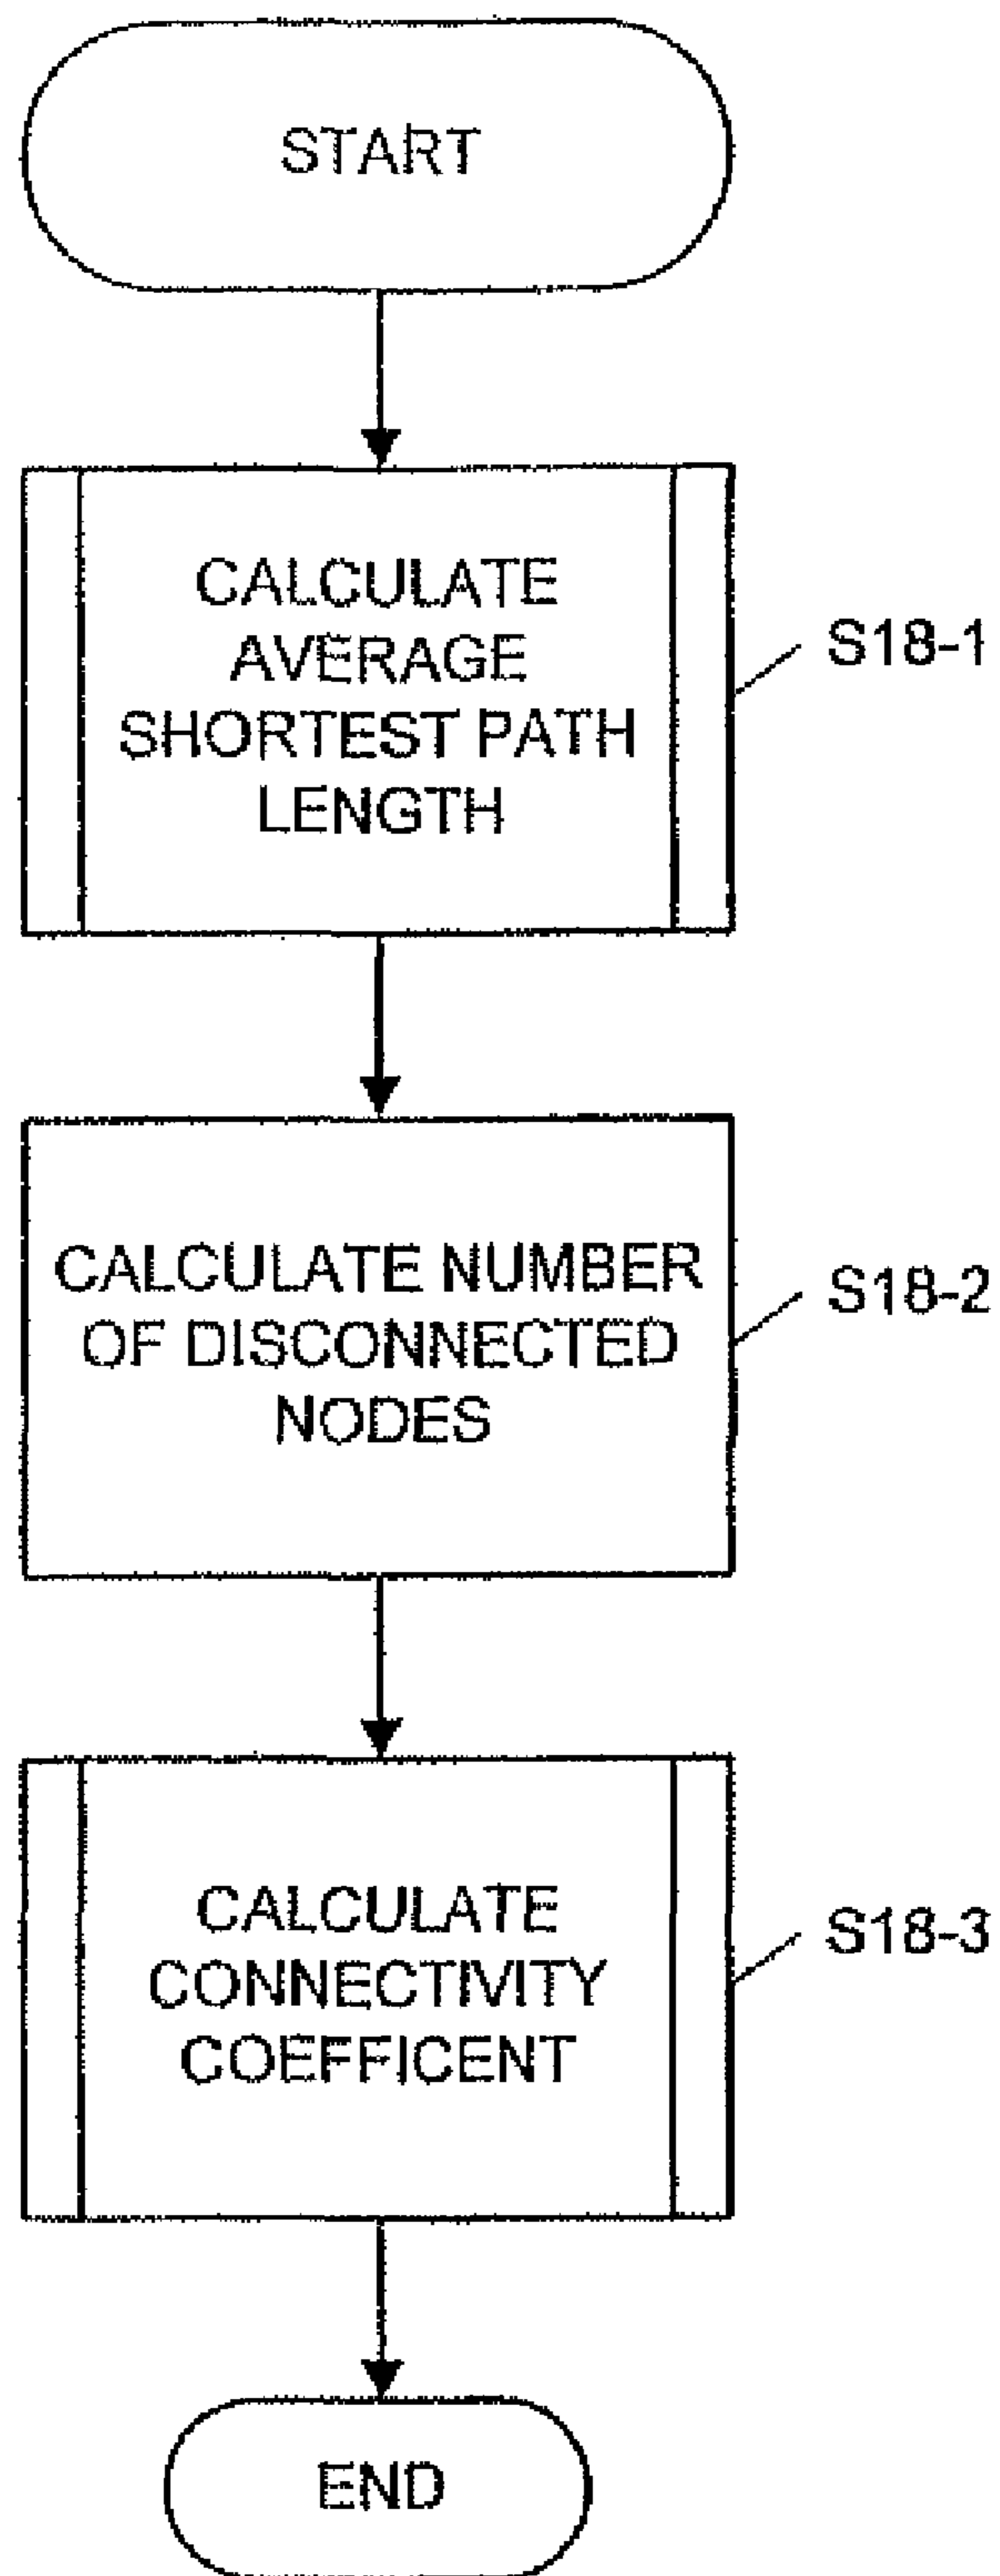 START
CALCULATE
AVERAGE
SHORTEST PATH
LENGTH
S18-1
CALCULATE NUMBER
OF DISCONNECTED
NODES
S18-2
CALCULATE
CONNECTIVITY
COEFFICENT
S18-3
END